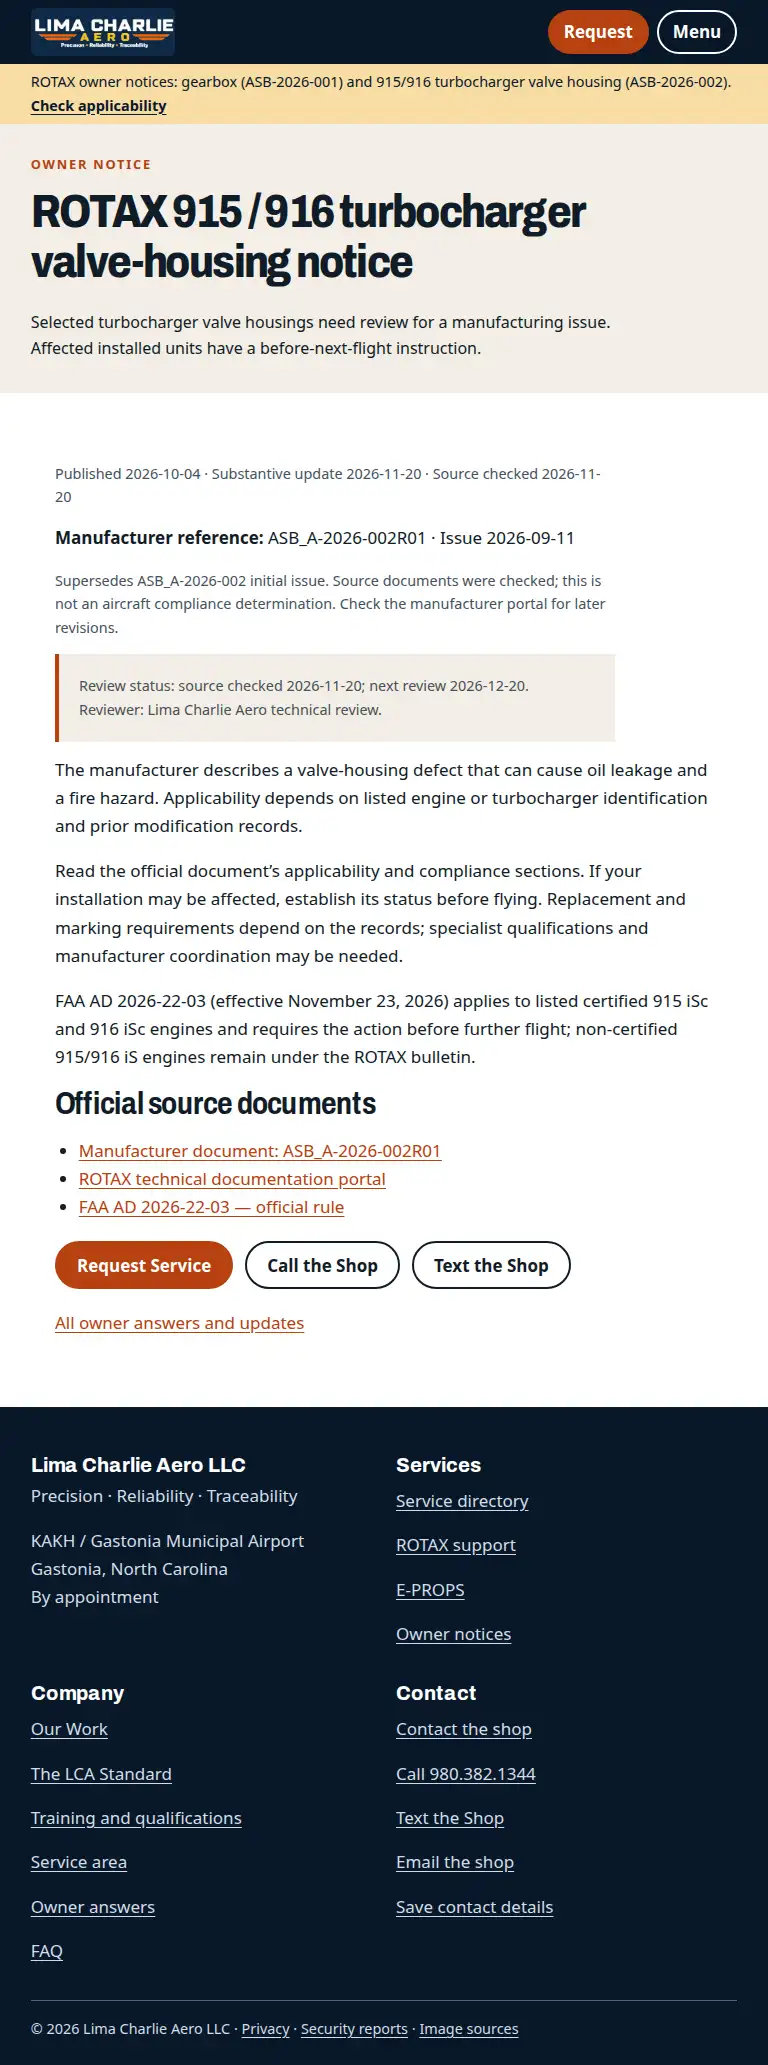 LIMA CHARLIE
AERO
Precision • Reliability • Traceability
Request
Menu
ROTAX owner notices: gearbox (ASB-2026-001) and 915/916 turbocharger valve housing (ASB-2026-002).
Check applicability
OWNER NOTICE
ROTAX 915 / 916 turbocharger
valve-housing notice
Selected turbocharger valve housings need review for a manufacturing issue.
Affected installed units have a before-next-flight instruction.
Published 2026-10-04 · Substantive update 2026-11-20 · Source checked 2026-11-
20
Manufacturer reference: ASB_A-2026-002R01 · Issue 2026-09-11
Supersedes ASB_A-2026-002 initial issue. Source documents were checked; this is
not an aircraft compliance determination. Check the manufacturer portal for later
revisions.
Review status: source checked 2026-11-20; next review 2026-12-20.
Reviewer: Lima Charlie Aero technical review.
The manufacturer describes a valve-housing defect that can cause oil leakage and
a fire hazard. Applicability depends on listed engine or turbocharger identification
and prior modification records.
Read the official document’s applicability and compliance sections. If your
installation may be affected, establish its status before flying. Replacement and
marking requirements depend on the records; specialist qualifications and
manufacturer coordination may be needed.
FAA AD 2026-22-03 (effective November 23, 2026) applies to listed certified 915 iSc
and 916 iSc engines and requires the action before further flight; non-certified
915/916 iS engines remain under the ROTAX bulletin.
Official source documents
• Manufacturer document: ASB_A-2026-002R01
• ROTAX technical documentation portal
• FAA AD 2026-22-03 — official rule
Request Service
Call the Shop
Text the Shop
All owner answers and updates
Lima Charlie Aero LLC
Precision · Reliability · Traceability
KAKH / Gastonia Municipal Airport
Gastonia, North Carolina
By appointment
Services
Service directory
ROTAX support
E-PROPS
Owner notices
Company
Our Work
The LCA Standard
Training and qualifications
Service area
Owner answers
FAQ
Contact
Contact the shop
Call 980.382.1344
Text the Shop
Email the shop
Save contact details
© 2026 Lima Charlie Aero LLC · Privacy · Security reports · Image sources